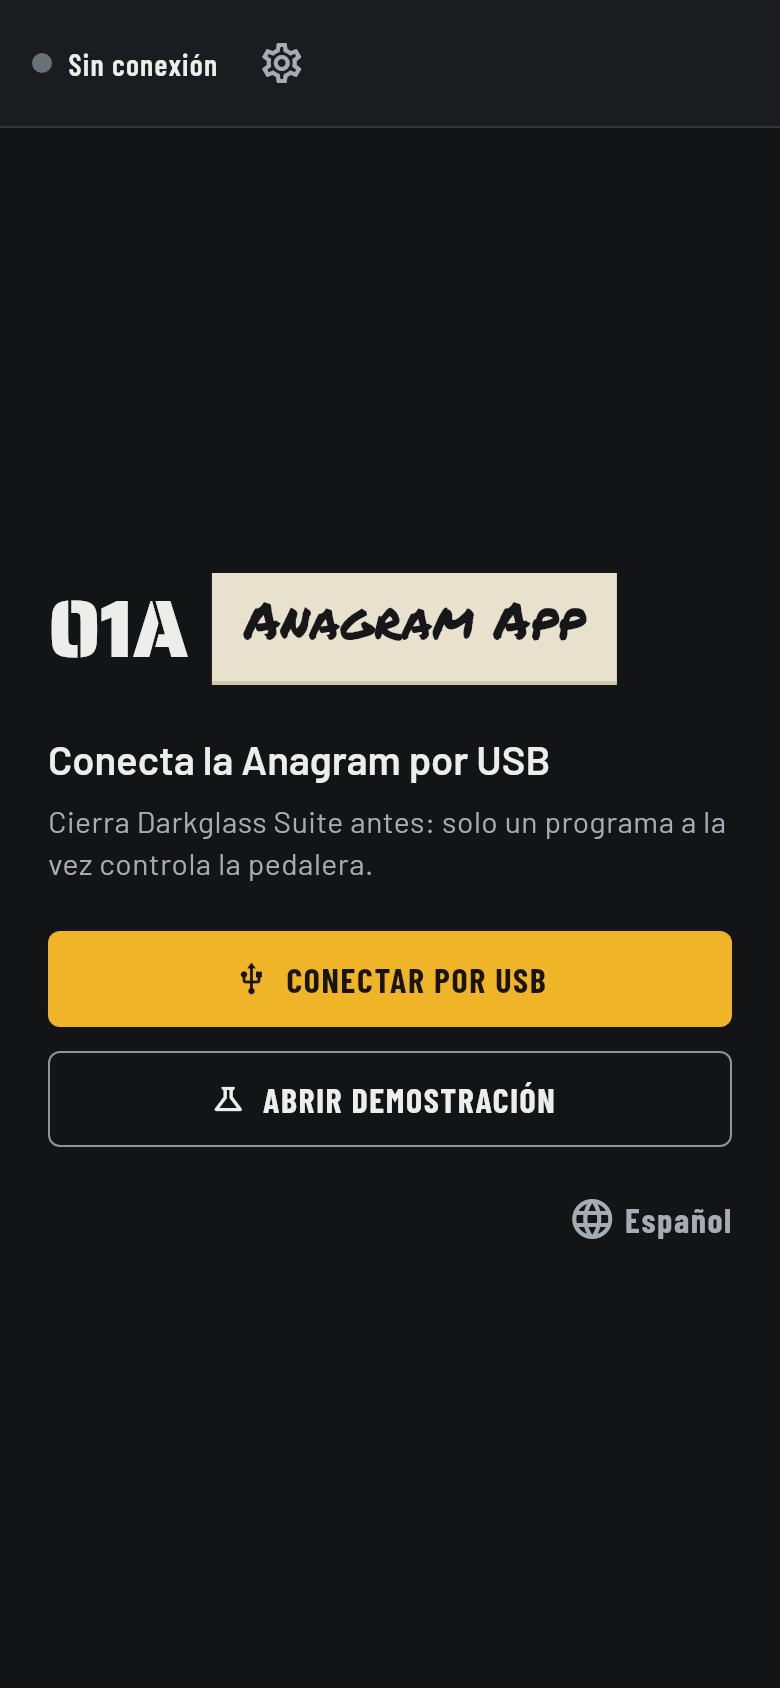 Sin conexión
01A ANAGRAM APP
Conecta la Anagram por USB
Cierra Darkglass Suite antes: solo un programa a la
vez controla la pedalera.
CONECTAR POR USB
ABRIR DEMOSTRACIÓN
Español